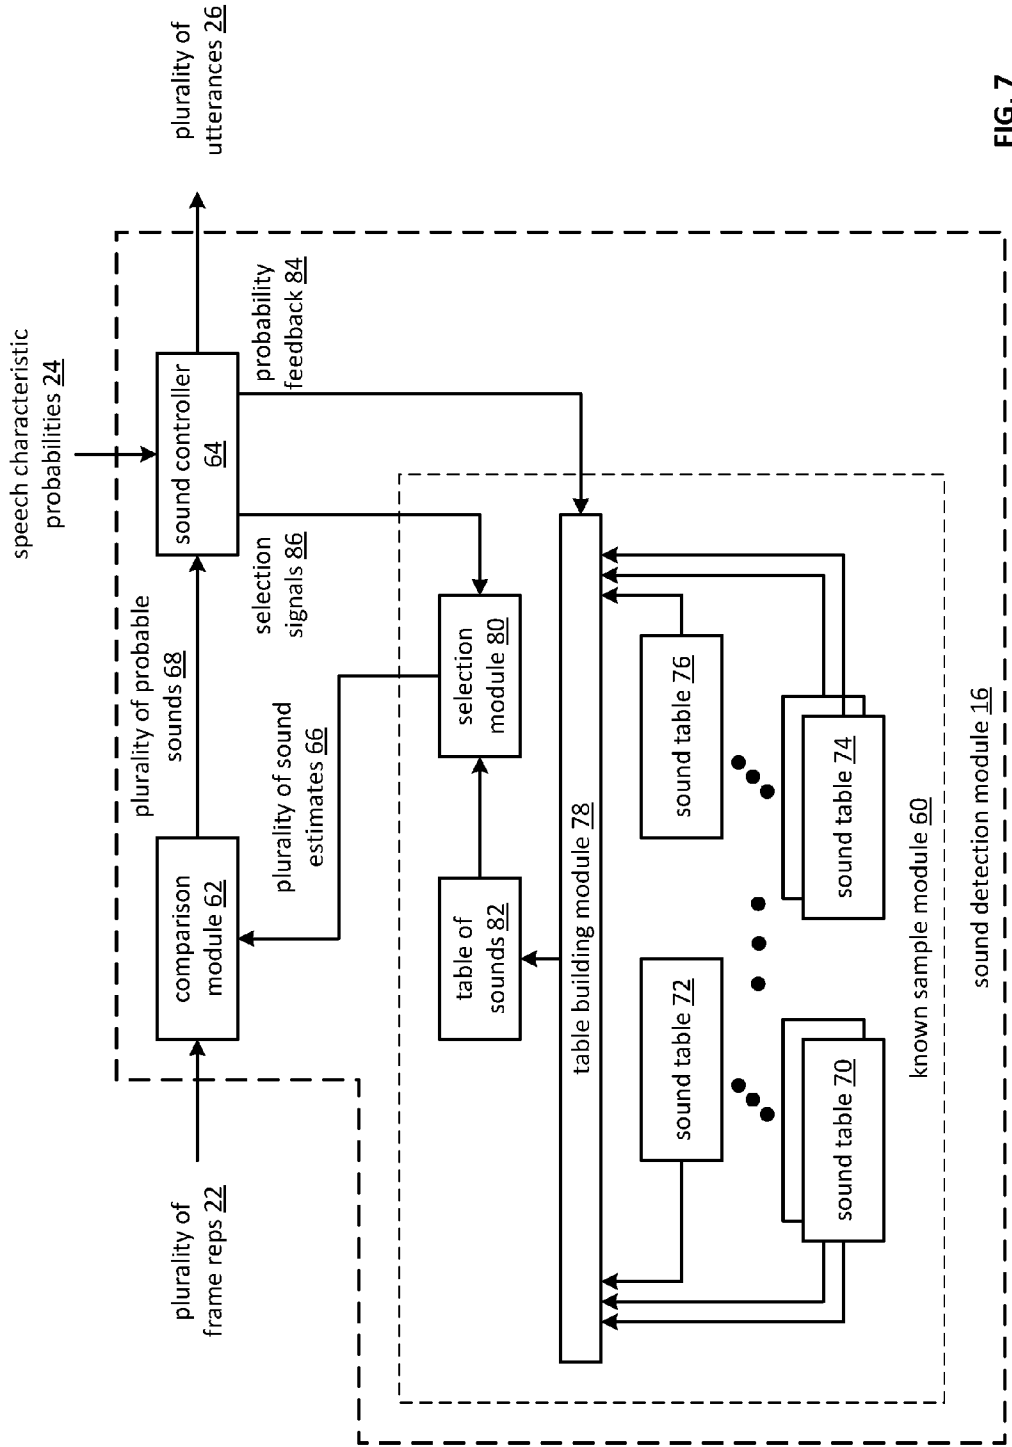 speech characteristic
probabilities 24
plurality of
frame reps 22
comparison
module 62
plurality of probable
sounds 68
sound controller
64
plurality of
utterances 26
plurality of sound
estimates 66
selection
signals 86
probability
feedback 84
table of
sounds 82
selection
module 80
table building module 78
sound table 72
sound table 76
sound table 70
sound table 74
known sample module 60
sound detection module 16
FIG. 7